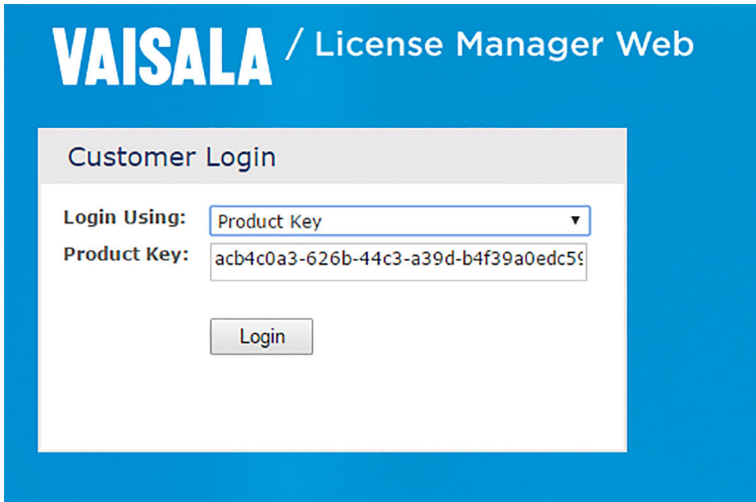 VAISALA / License Manager Web
Customer Login
Login Using: Product Key
Product Key: acb4c0a3-626b-44c3-a39d-b4f39a0edc5
Login